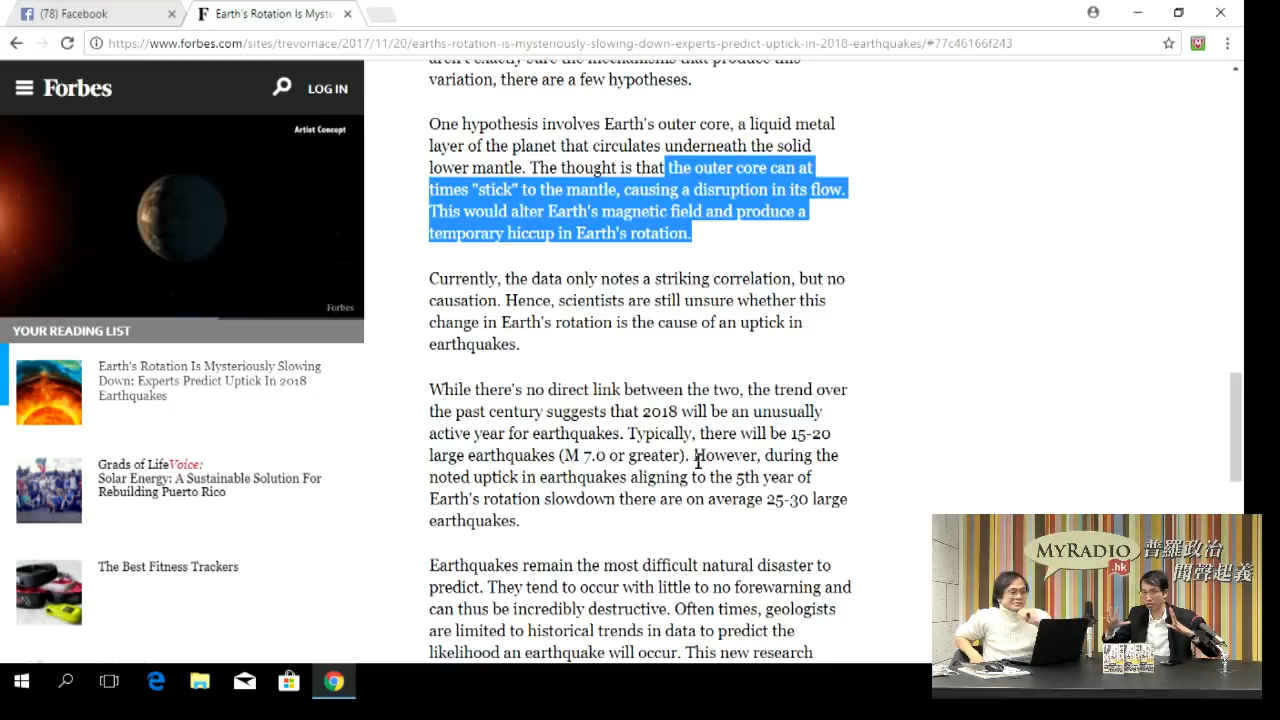 (78) Facebook
Earth's Rotation Is Myste
https://www.forbes.com/sites/trevornace/2017/11/20/earths-rotation-is-mysteriously-slowing-down-experts-predict-uptick-in-2018-earthquakes/#77c46166f243
Forbes
LOG IN
Artist Concept
Forbes
YOUR READING LIST
Earth's Rotation Is Mysteriously Slowing
Down: Experts Predict Uptick In 2018
Earthquakes
Grads of LifeVoice:
Solar Energy: A Sustainable Solution For
Rebuilding Puerto Rico
The Best Fitness Trackers
aren't exactly sure the mechanisms that produce this
variation, there are a few hypotheses.
One hypothesis involves Earth's outer core, a liquid metal
layer of the planet that circulates underneath the solid
lower mantle. The thought is that the outer core can at
times "stick" to the mantle, causing a disruption in its flow.
This would alter Earth's magnetic field and produce a
temporary hiccup in Earth's rotation.
Currently, the data only notes a striking correlation, but no
causation. Hence, scientists are still unsure whether this
change in Earth's rotation is the cause of an uptick in
earthquakes.
While there's no direct link between the two, the trend over
the past century suggests that 2018 will be an unusually
active year for earthquakes. Typically, there will be 15-20
large earthquakes (M 7.0 or greater). However, during the
noted uptick in earthquakes aligning to the 5th year of
Earth's rotation slowdown there are on average 25-30 large
earthquakes.
Earthquakes remain the most difficult natural disaster to
predict. They tend to occur with little to no forewarning and
can thus be incredibly destructive. Often times, geologists
are limited to historical trends in data to predict the
likelihood an earthquake will occur. This new research
MYRADIO
.hk
普羅政治
聞聲起義